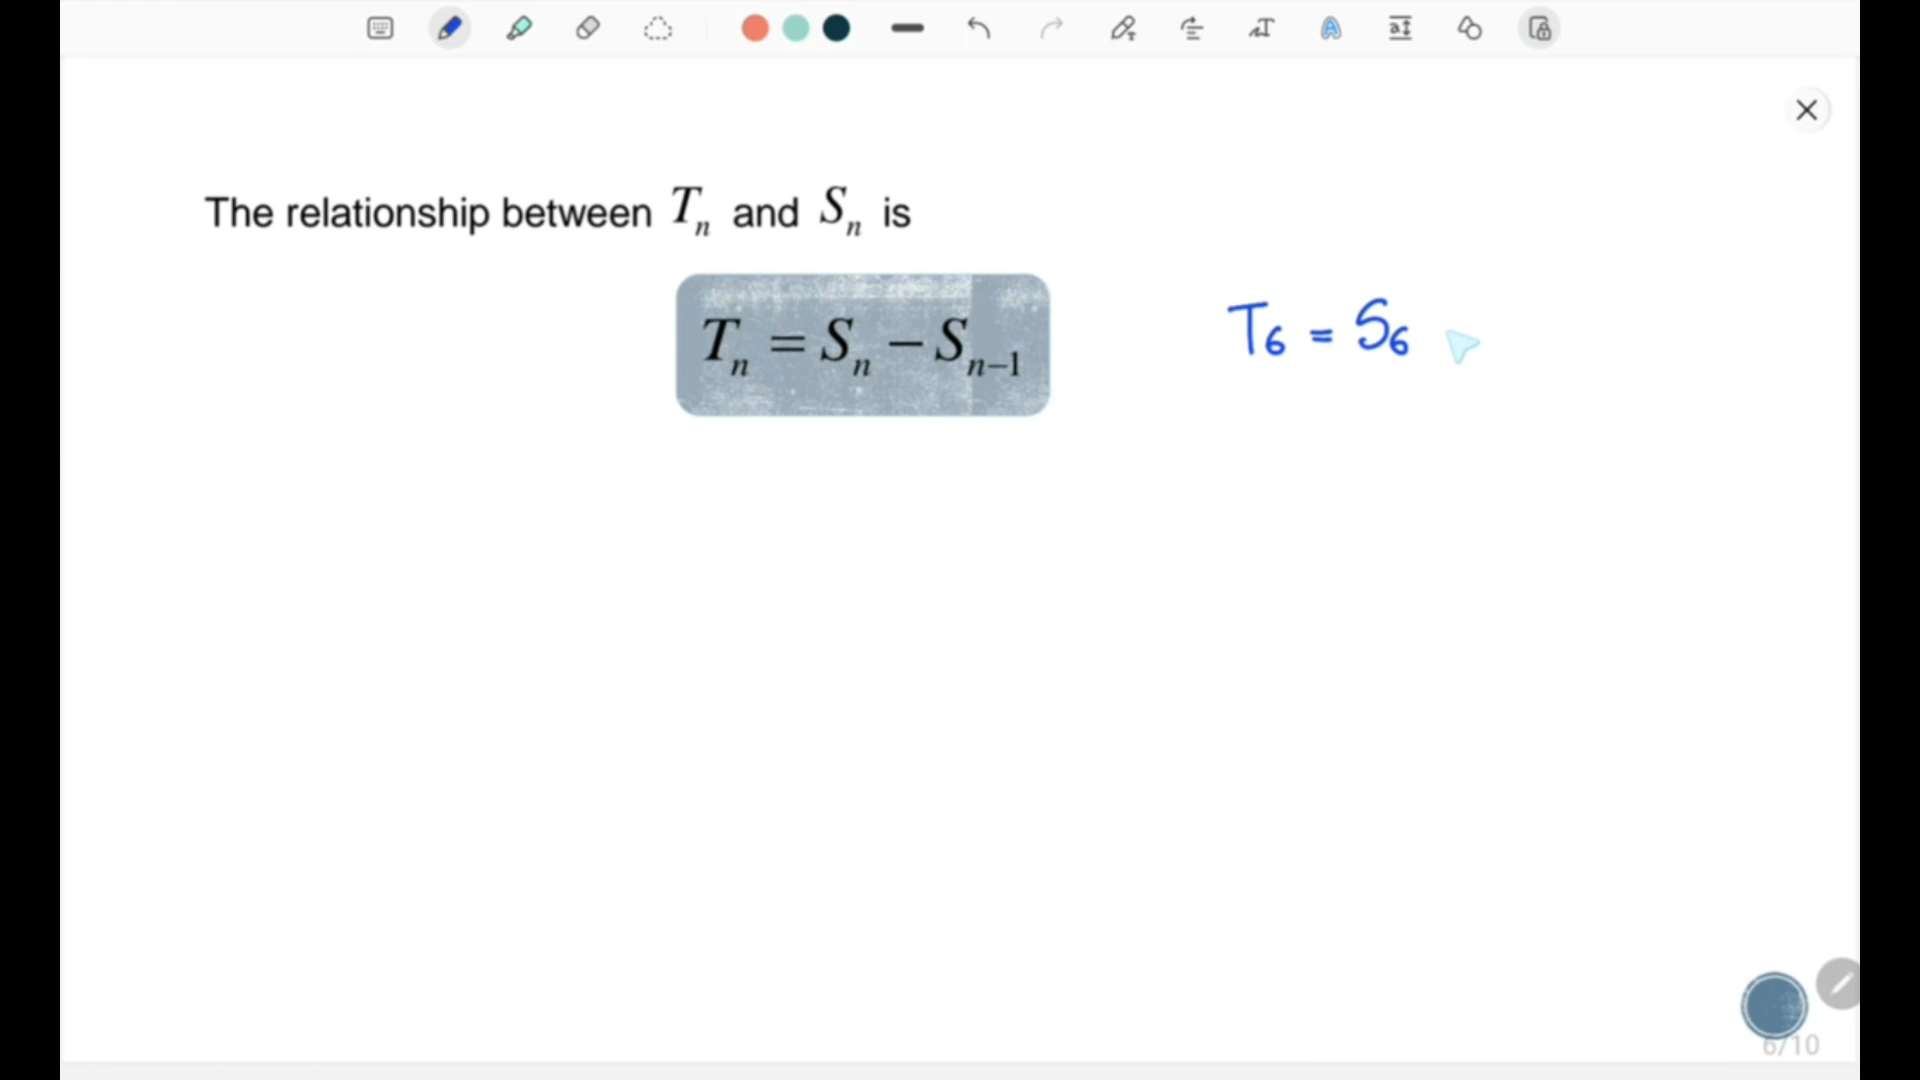 The relationship between Tₙ and Sₙ is
Tₙ = Sₙ − Sₙ₋₁
T₆ = S₆
6/10